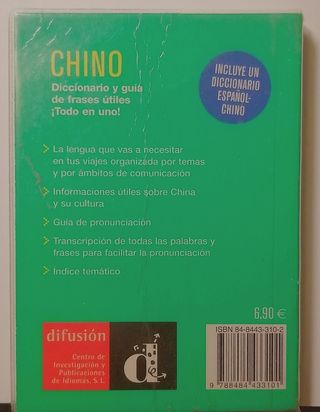 CHINO
Diccionario y guía
de frases útiles
¡Todo en uno!
INCLUYE UN
DICCIONARIO
ESPAÑOL-
CHINO
La lengua que vas a necesitar
en tus viajes organizada por temas
y por ámbitos de comunicación
Informaciones útiles sobre China
y su cultura
Guía de pronunciación
Transcripción de todas las palabras y
frases para facilitar la pronunciación
Indice temático
6.90 €
ISBN 84-8443-310-2
9 788484 433101
difusión
Centro de
Investigación y
Publicaciones
de Idiomas, S.L.
d